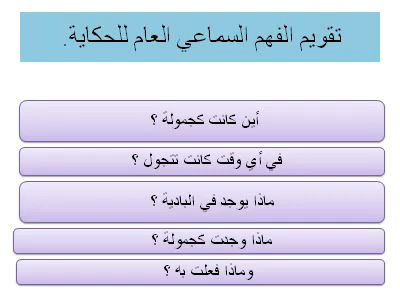 تقويم الفهم السماعي العام للحكاية.
أين كانت كجمولة ؟
في أي وقت كانت تتجول ؟
ماذا يوجد في البادية ؟
ماذا وجدت كجمولة ؟
وماذا فعلت به ؟